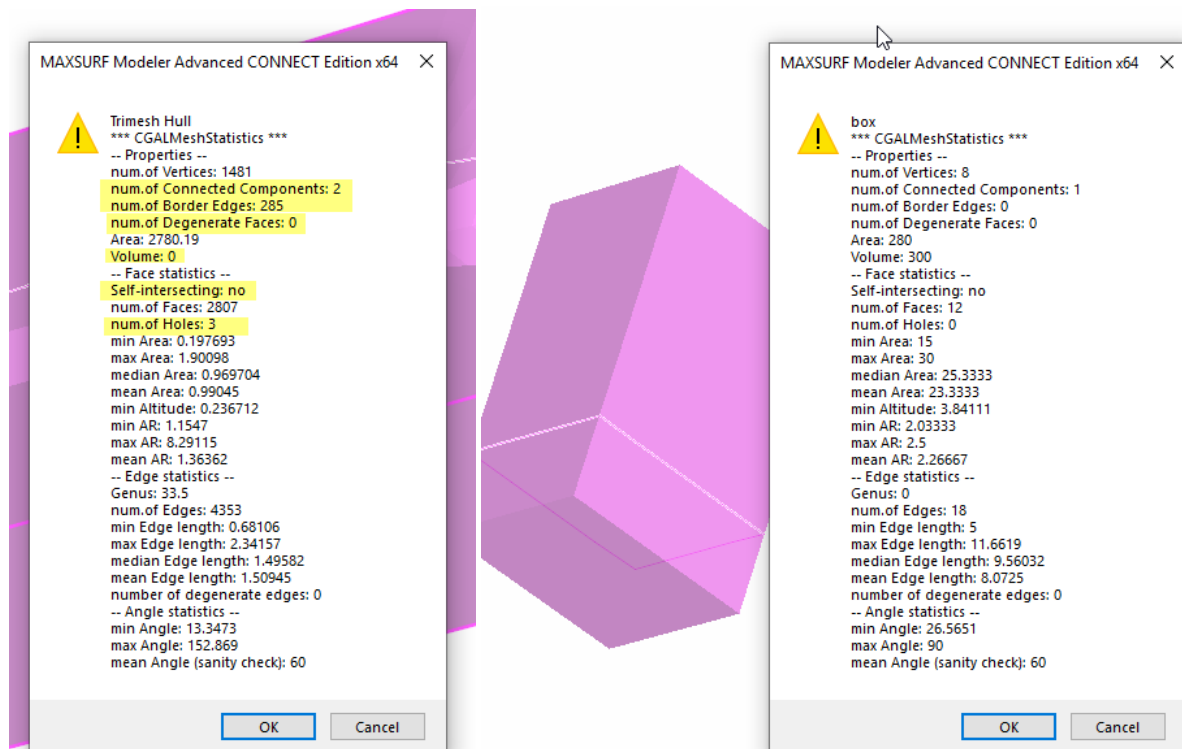 MAXSURF Modeler Advanced CONNECT Edition x64
Trimesh Hull
*** CGALMeshStatistics ***
-- Properties --
num.of Vertices: 1481
num.of Connected Components: 2
num.of Border Edges: 285
num.of Degenerate Faces: 0
Area: 2780.19
Volume: 0
-- Face statistics --
Self-intersecting: no
num.of Faces: 2807
num.of Holes: 3
min Area: 0.197693
max Area: 1.90098
median Area: 0.969704
mean Area: 0.99045
min Altitude: 0.236712
min AR: 1.1547
max AR: 8.29115
mean AR: 1.36362
-- Edge statistics --
Genus: 33.5
num.of Edges: 4353
min Edge length: 0.68106
max Edge length: 2.34157
median Edge length: 1.49582
mean Edge length: 1.50945
number of degenerate edges: 0
-- Angle statistics --
min Angle: 13.3473
max Angle: 152.869
mean Angle (sanity check): 60
OK Cancel
MAXSURF Modeler Advanced CONNECT Edition x64
box
*** CGALMeshStatistics ***
-- Properties --
num.of Vertices: 8
num.of Connected Components: 1
num.of Border Edges: 0
num.of Degenerate Faces: 0
Area: 280
Volume: 300
-- Face statistics --
Self-intersecting: no
num.of Faces: 12
num.of Holes: 0
min Area: 15
max Area: 30
median Area: 25.3333
mean Area: 23.3333
min Altitude: 3.84111
min AR: 2.03333
max AR: 2.5
mean AR: 2.26667
-- Edge statistics --
Genus: 0
num.of Edges: 18
min Edge length: 5
max Edge length: 11.6619
median Edge length: 9.56032
mean Edge length: 8.0725
number of degenerate edges: 0
-- Angle statistics --
min Angle: 26.5651
max Angle: 90
mean Angle (sanity check): 60
OK Cancel